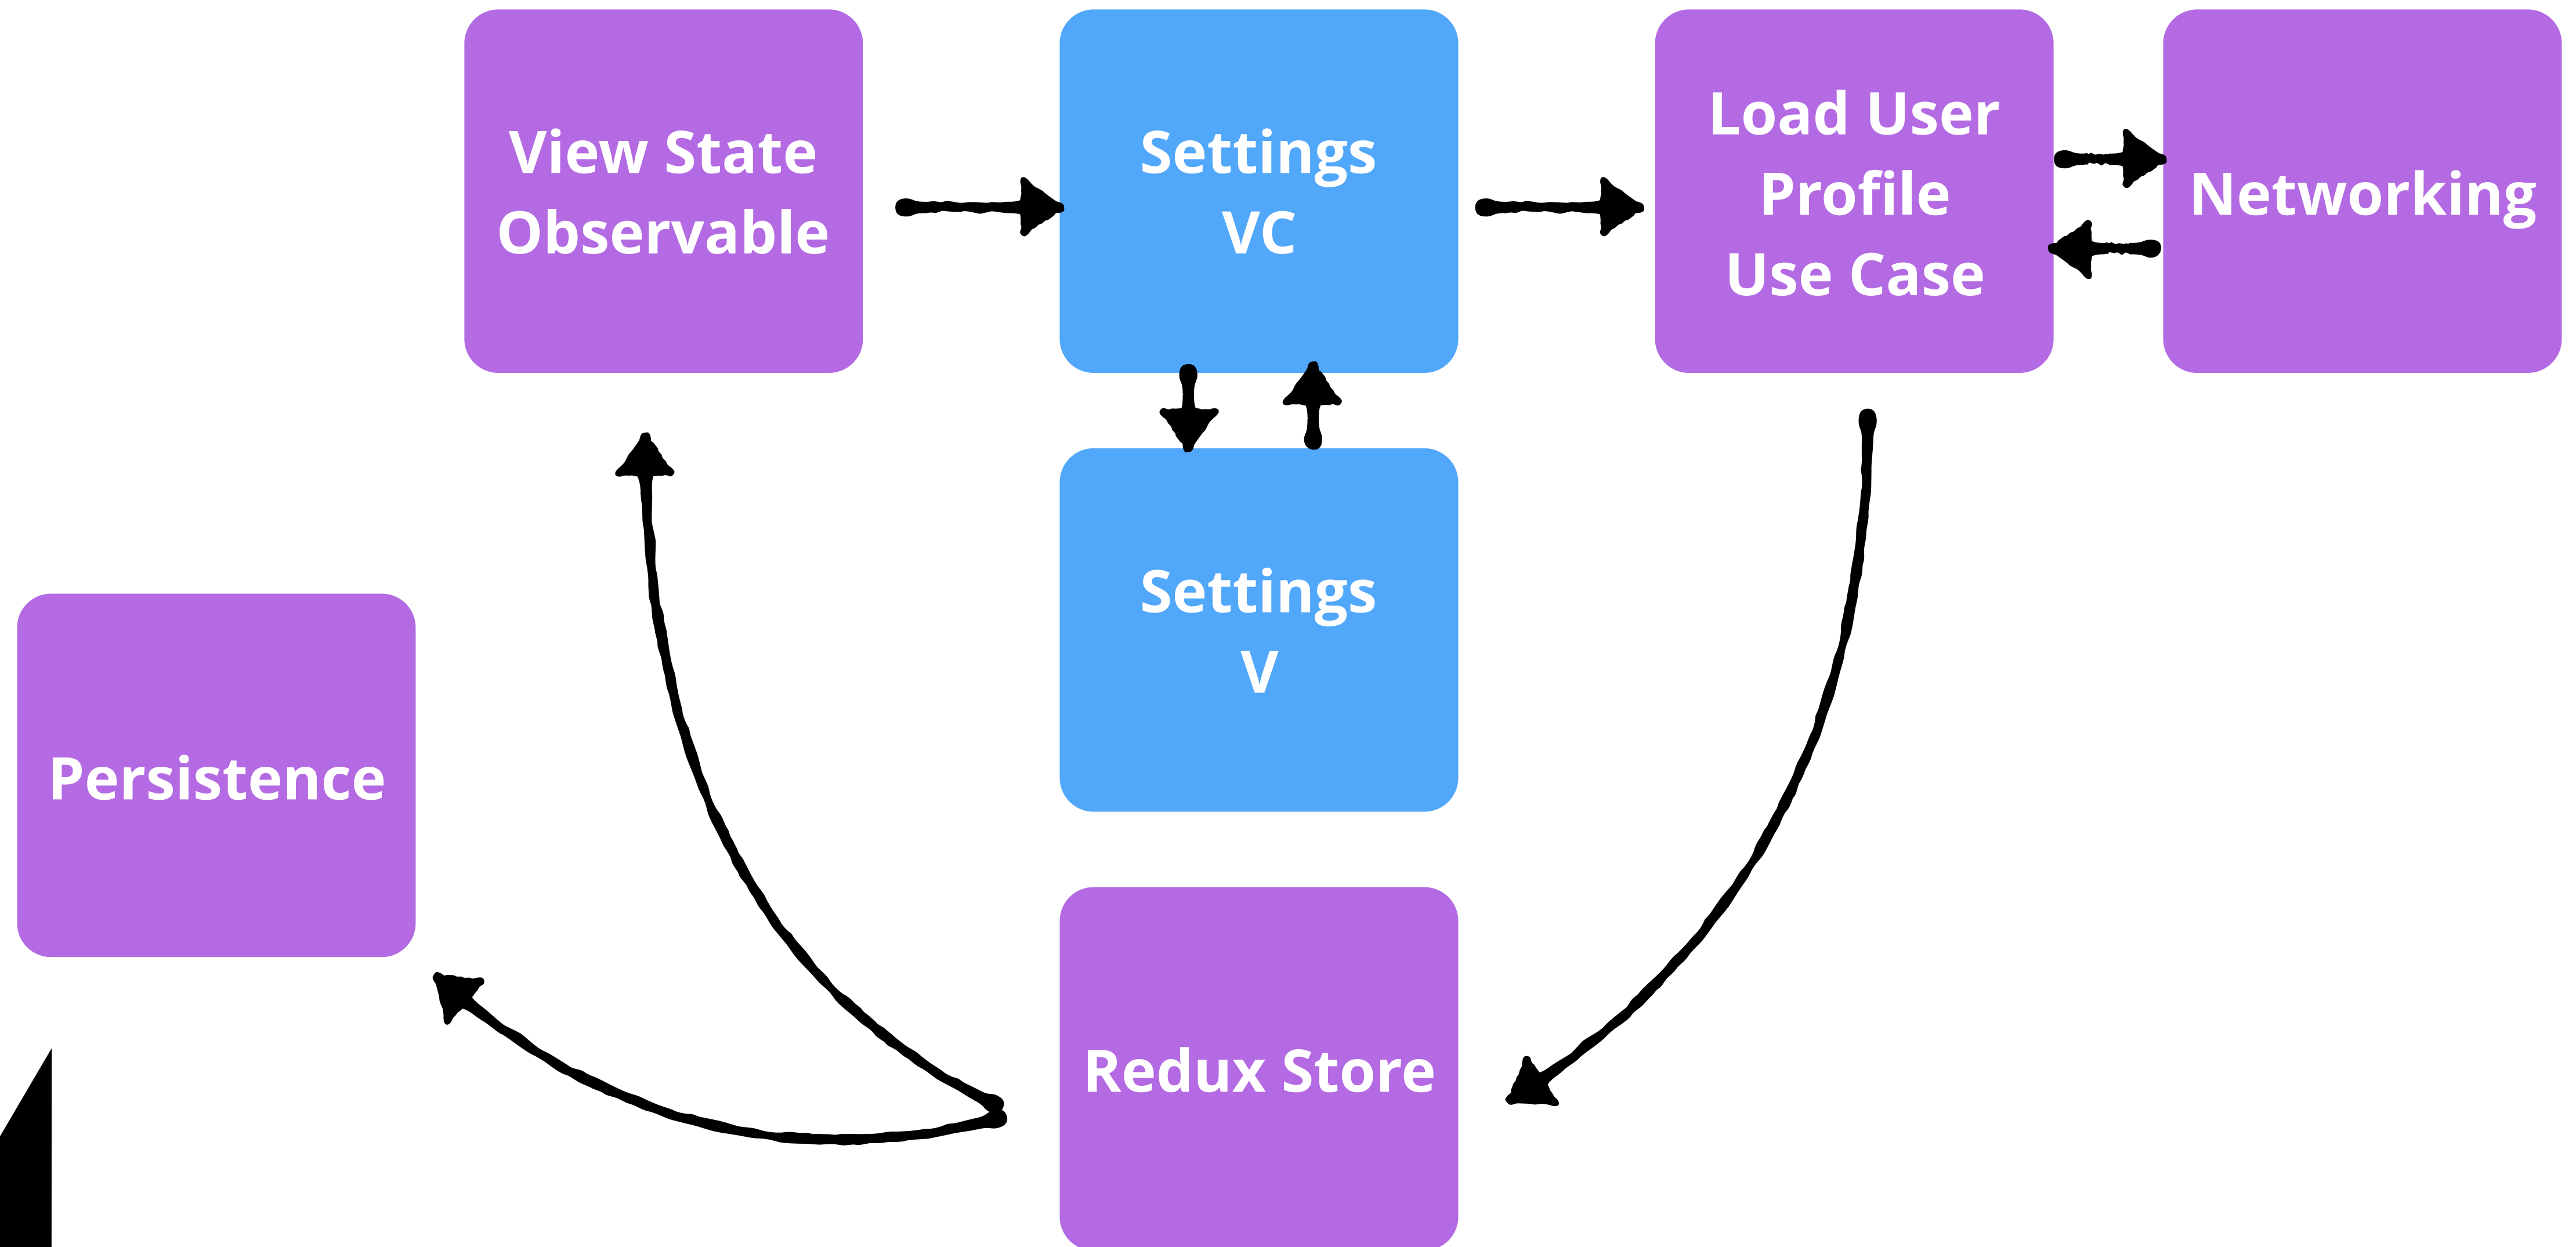 View State
Observable
Settings
VC
Load User
Profile
Use Case
Networking
Settings
V
Persistence
Redux Store